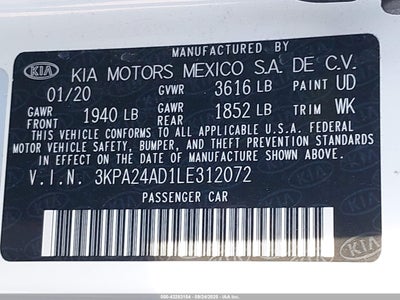 MANUFACTURED BY
KIA KIA MOTORS MEXICO S.A. DE C.V.
01/20 GVWR 3616 LB PAINT UD
GAWR FRONT 1940 LB GAWR REAR 1852 LB TRIM WK
THIS VEHICLE CONFORMS TO ALL APPLICABLE U.S.A. FEDERAL
MOTOR VEHICLE SAFETY, BUMPER, AND THEFT PREVENTION STANDARDS
IN EFFECT ON THE DATE OF MANUFACTURE SHOWN ABOVE.
V.I.N. 3KPA24AD1LE312072
PASSENGER CAR
KIA